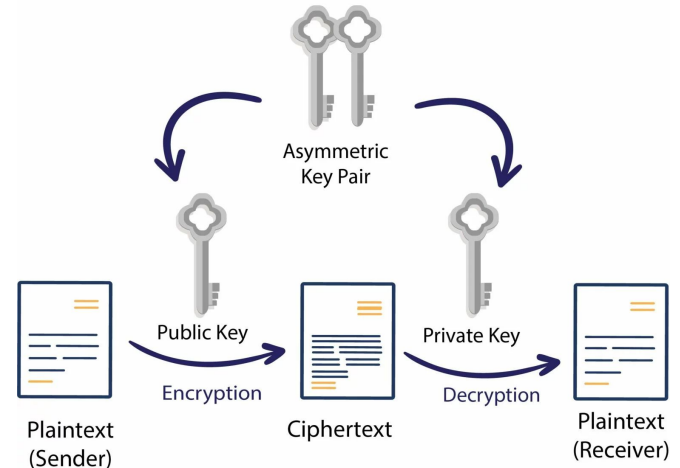 Asymmetric
Key Pair
Public Key
Private Key
Encryption
Decryption
Plaintext
(Sender)
Ciphertext
Plaintext
(Receiver)